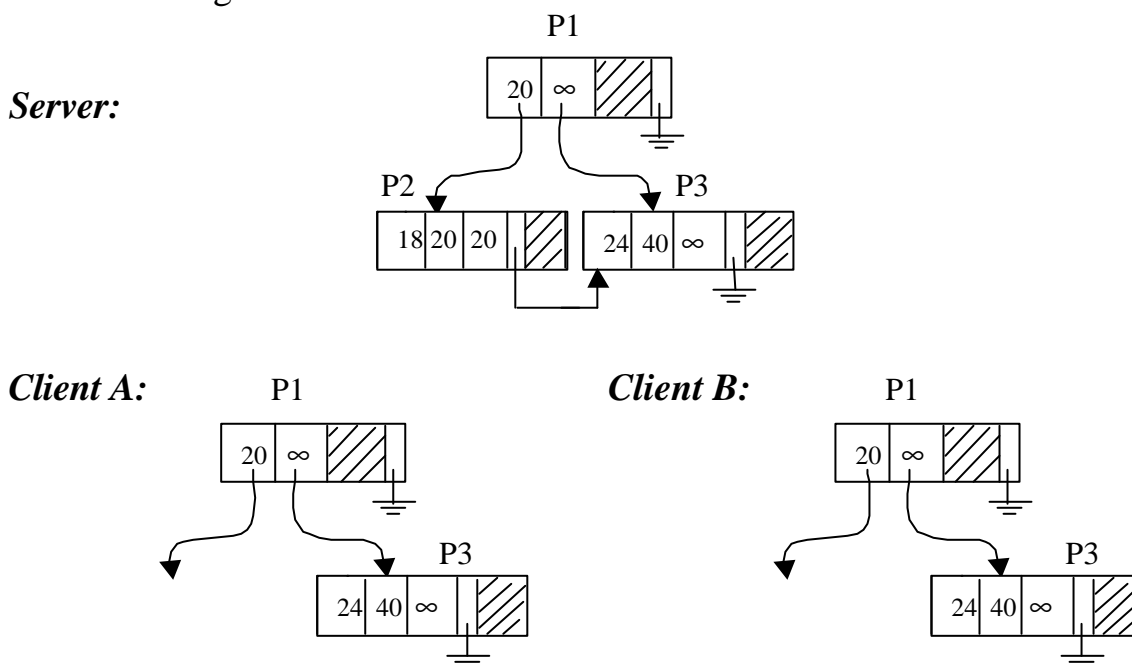 P1
Server:
20 ∞
P2 P3
18 20 20 24 40 ∞
Client A: P1 Client B: P1
20 ∞ 20 ∞
P3 P3
24 40 ∞ 24 40 ∞